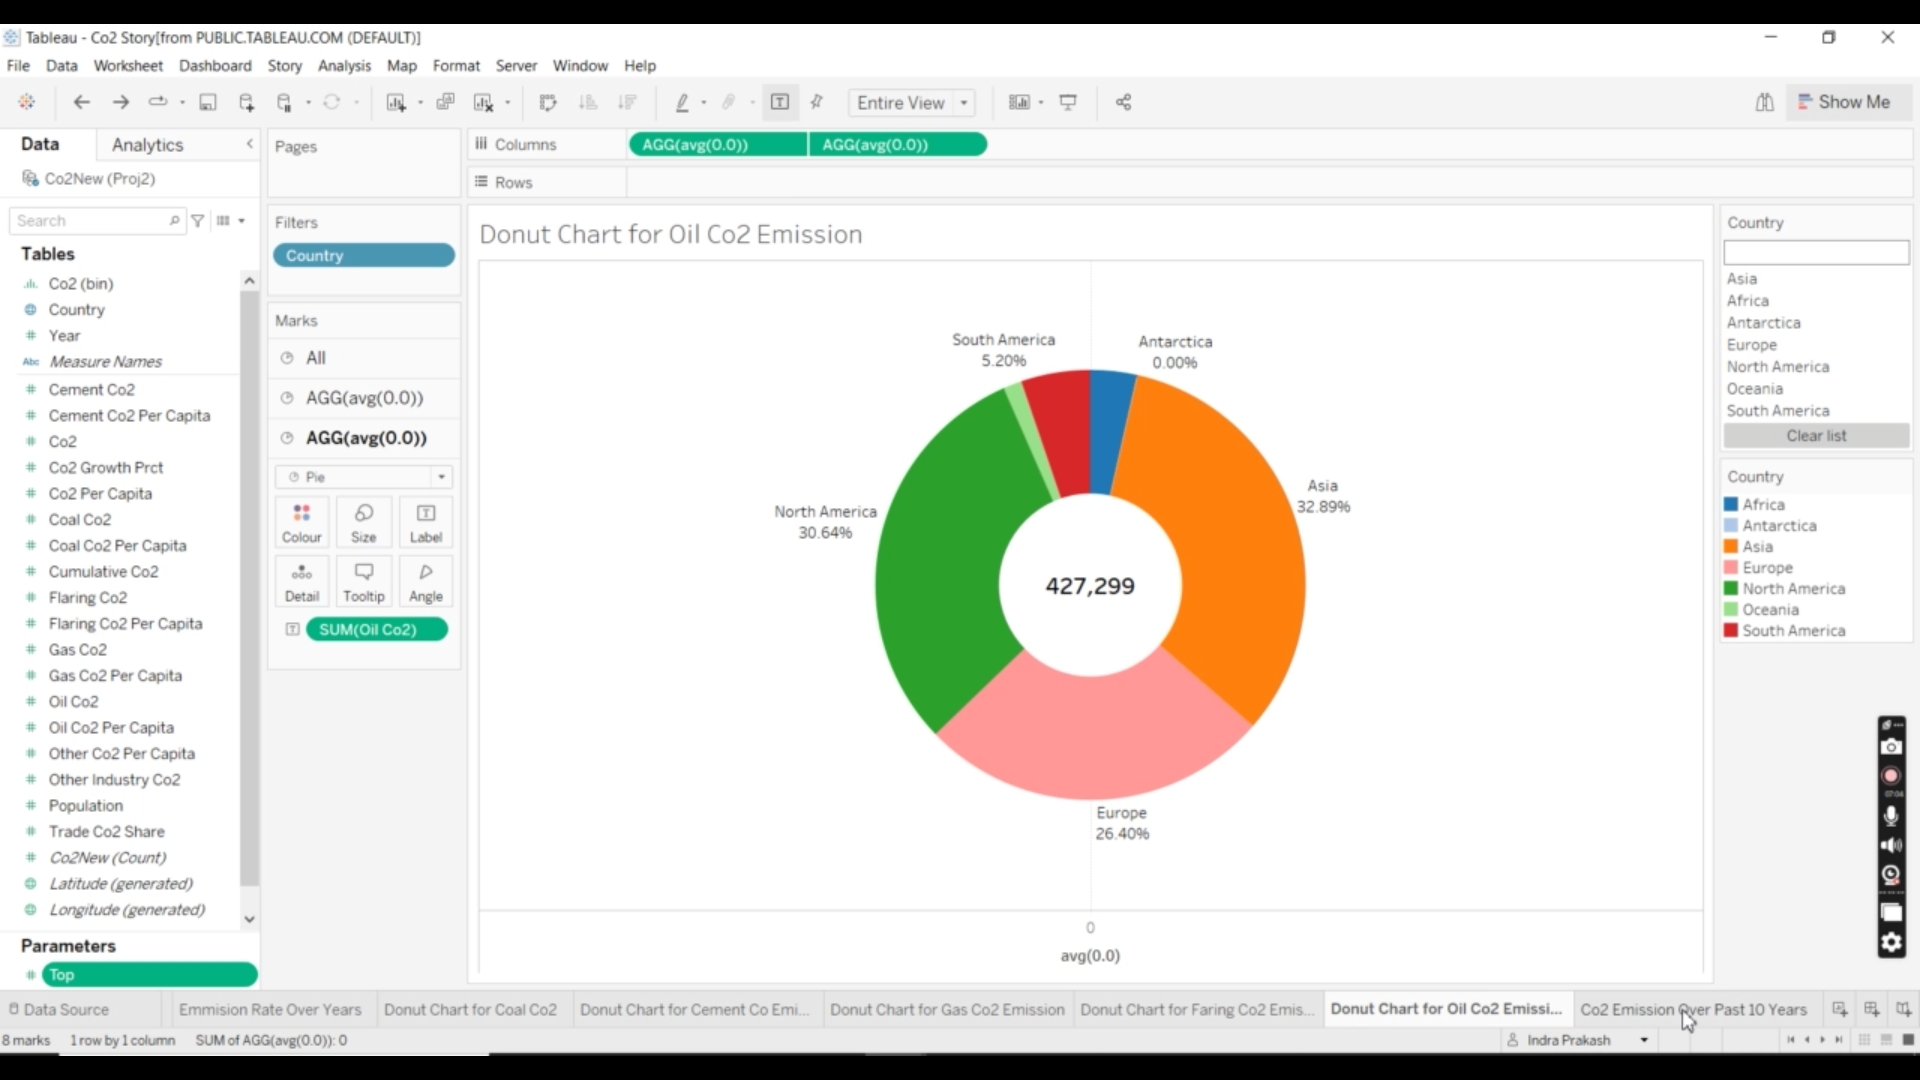 Tableau - Co2 Story[from PUBLIC.TABLEAU.COM (DEFAULT)]
File Data Worksheet Dashboard Story Analysis Map Format Server Window Help
Entire View
Show Me
Data Analytics
Co2New (Proj2)
Search
Tables
Co2 (bin)
Country
Year
Abc Measure Names
Cement Co2
Cement Co2 Per Capita
Co2
Co2 Growth Prct
Co2 Per Capita
Coal Co2
Coal Co2 Per Capita
Cumulative Co2
Flaring Co2
Flaring Co2 Per Capita
Gas Co2
Gas Co2 Per Capita
Oil Co2
Oil Co2 Per Capita
Other Co2 Per Capita
Other Industry Co2
Population
Trade Co2 Share
Co2New (Count)
Latitude (generated)
Longitude (generated)
Parameters
Top
Pages
Filters
Country
Marks
All
AGG(avg(0.0))
AGG(avg(0.0))
Pie
Colour Size Label
Detail Tooltip Angle
SUM(Oil Co2)
Columns AGG(avg(0.0)) AGG(avg(0.0))
Rows
Donut Chart for Oil Co2 Emission
South America
5.20%
Antarctica
0.00%
Asia
32.89%
North America
30.64%
427,299
Europe
26.40%
0
avg(0.0)
Country
Asia
Africa
Antarctica
Europe
North America
Oceania
South America
Clear list
Country
Africa
Antarctica
Asia
Europe
North America
Oceania
South America
07:04
Data Source Emmision Rate Over Years Donut Chart for Coal Co2 Donut Chart for Cement Co Emi... Donut Chart for Gas Co2 Emission Donut Chart for Faring Co2 Emis... Donut Chart for Oil Co2 Emissi... Co2 Emission Over Past 10 Years
8 marks 1 row by 1 column SUM of AGG(avg(0.0)): 0 Indra Prakash